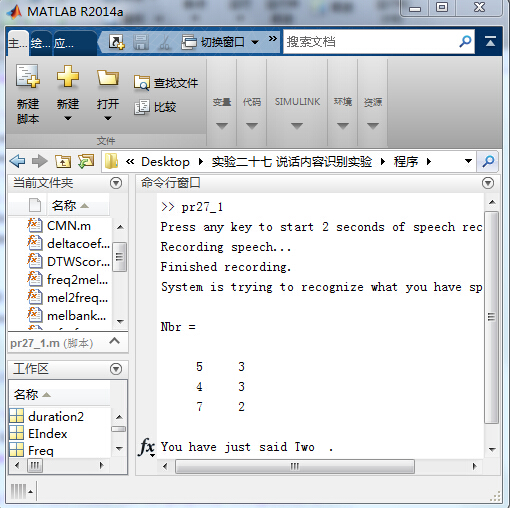 MATLAB R2014a
主... 绘... 应... 切换窗口 » 搜索文档
新建脚本 新建 打开 查找文件 比较 变量 代码 SIMULINK 环境 资源
文件
« Desktop ▸ 实验二十七 说话内容识别实验 ▸ 程序 ▸
当前文件夹
名称
CMN.m
deltacoef...
DTWScor...
freq2mel...
mel2freq...
melbank...
pr27_1.m (脚本)
工作区
名称
duration2
EIndex
Freq
命令行窗口
>> pr27_1
Press any key to start 2 seconds of speech rec
Recording speech...
Finished recording.
System is trying to recognize what you have sp
Nbr =
5 3
4 3
7 2
fx You have just said Iwo .